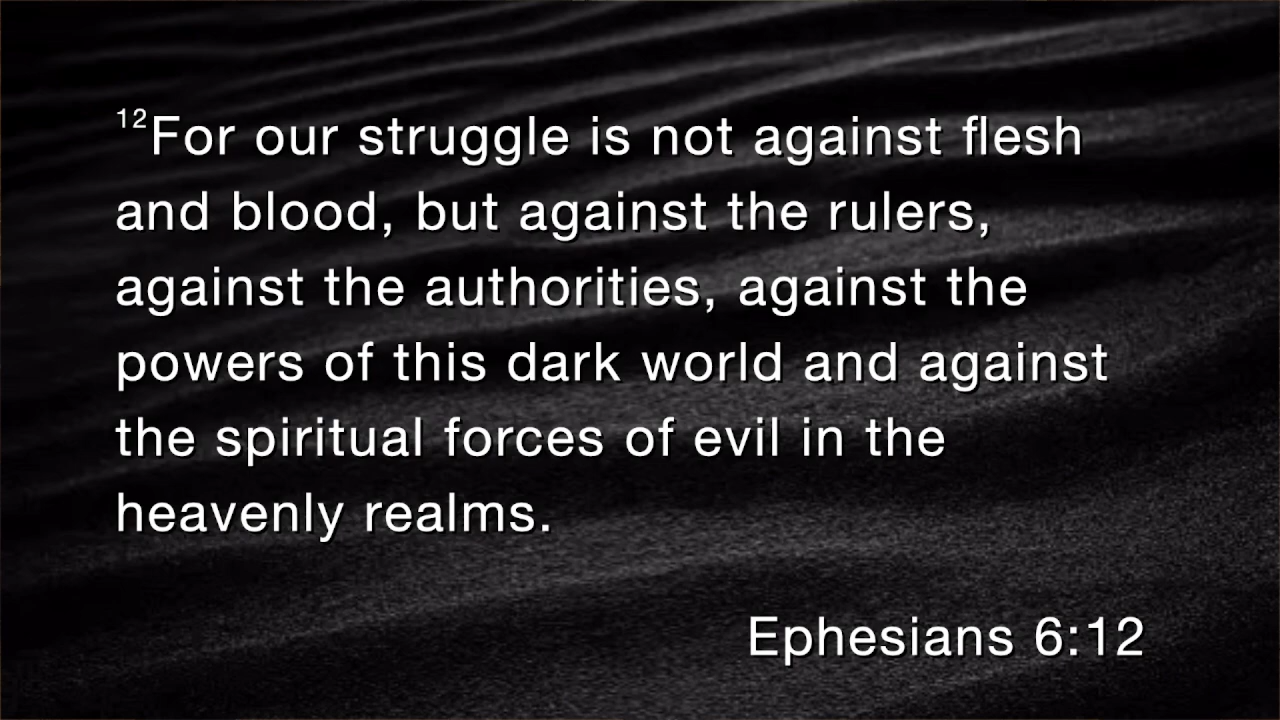 12For our struggle is not against flesh
and blood, but against the rulers,
against the authorities, against the
powers of this dark world and against
the spiritual forces of evil in the
heavenly realms.
Ephesians 6:12